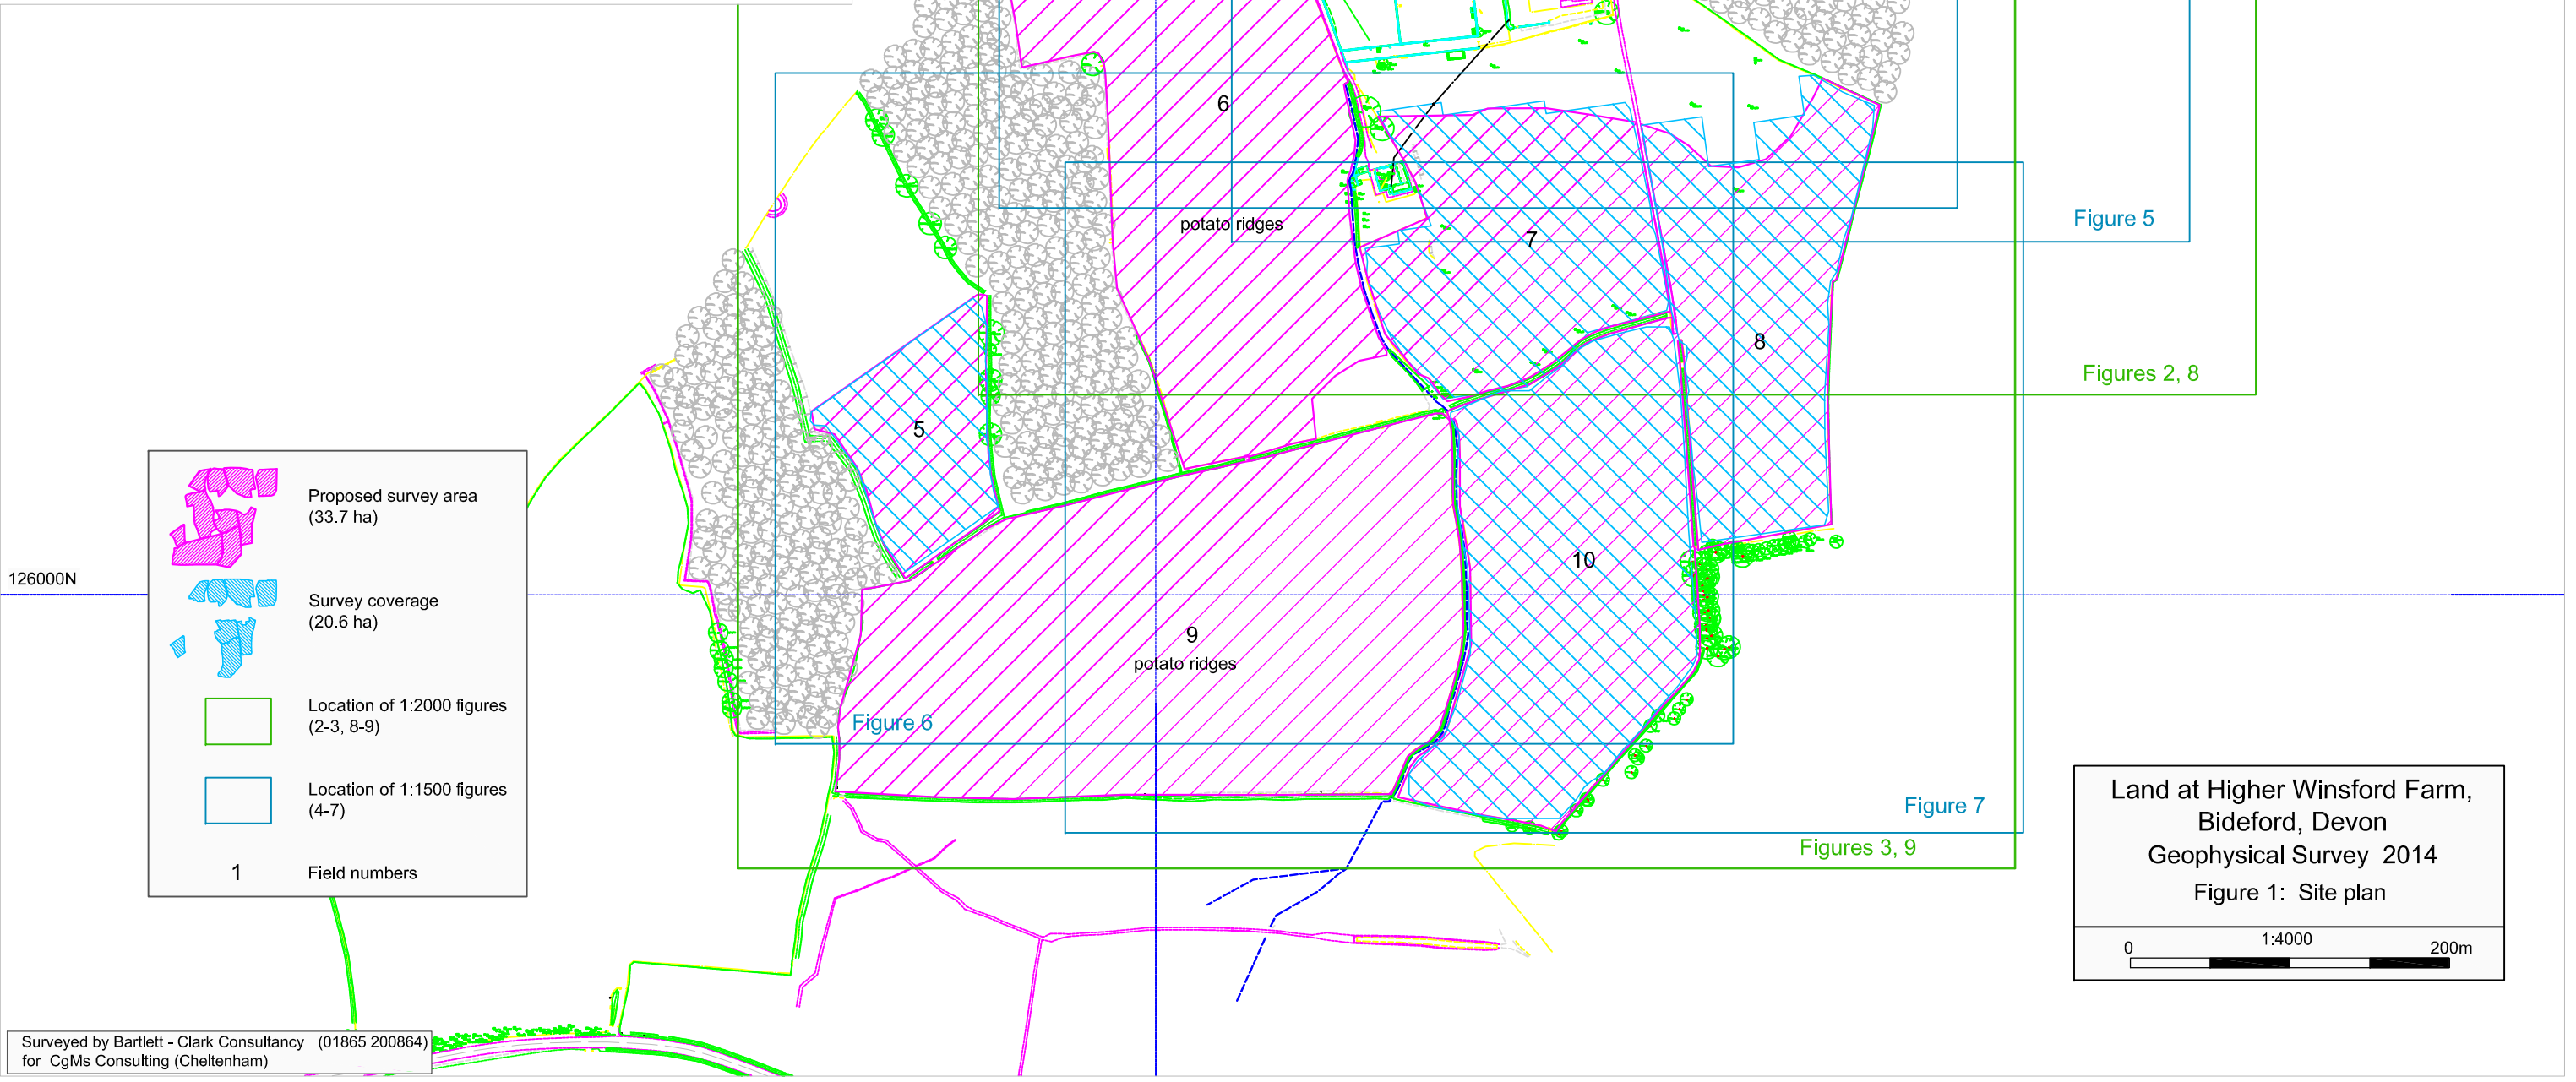 6
potato ridges
7
Figure 5
8
Figures 2, 8
5
Proposed survey area
(33.7 ha)
126000N
Survey coverage
(20.6 ha)
10
9
potato ridges
Location of 1:2000 figures
(2-3, 8-9)
Figure 6
Location of 1:1500 figures
(4-7)
Figure 7
Figures 3, 9
1 Field numbers
Land at Higher Winsford Farm,
Bideford, Devon
Geophysical Survey 2014
Figure 1: Site plan
1:4000
0 200m
Surveyed by Bartlett - Clark Consultancy (01865 200864)
for CgMs Consulting (Cheltenham)